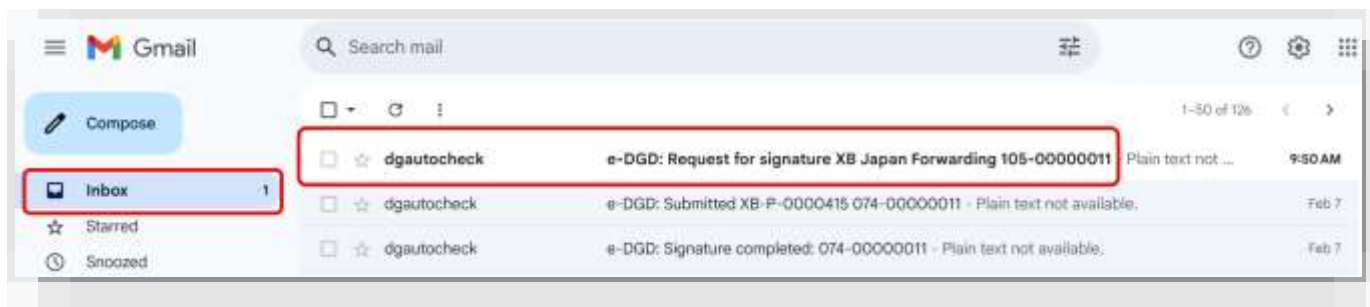 Gmail
Search mail
Compose
1-50 of 126
dgautocheck e-DGD: Request for signature XB Japan Forwarding 105-00000011 - Plain text not ... 9:50 AM
Inbox 1
dgautocheck e-DGD: Submitted XB-P-0000415 074-00000011 - Plain text not available. Feb 7
Starred
dgautocheck e-DGD: Signature completed: 074-00000011 - Plain text not available. Feb 7
Snoozed